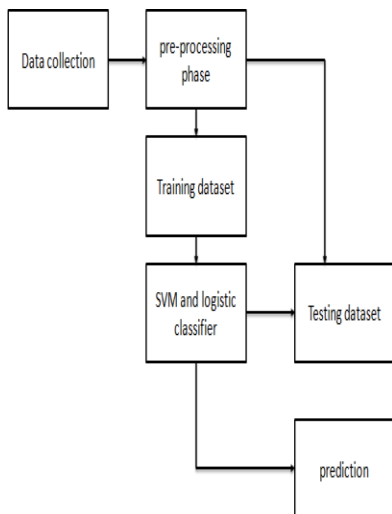 Data collection
pre-processing
phase
Training dataset
SVM and logistic
classifier
Testing dataset
prediction